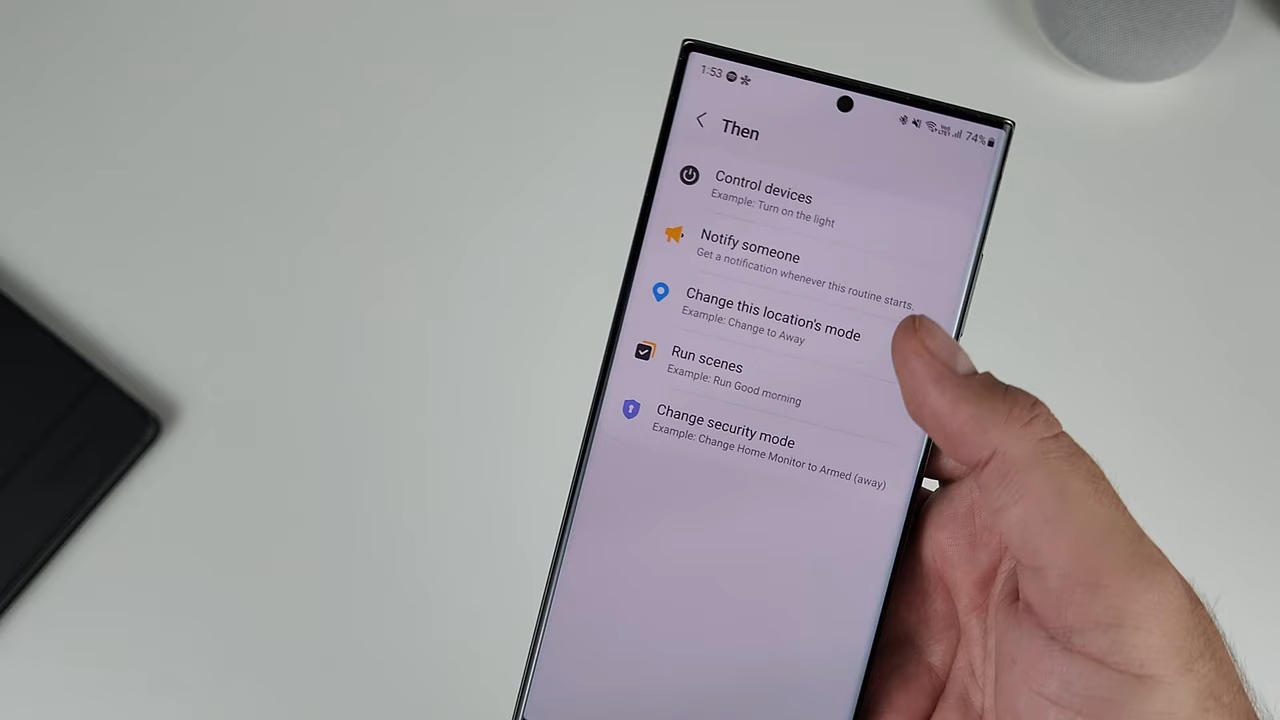 1:53
VoD LTE1 74%
Then
Control devices
Example: Turn on the light
Notify someone
Get a notification whenever this routine starts.
Change this location's mode
Example: Change to Away
Run scenes
Example: Run Good morning
Change security mode
Example: Change Home Monitor to Armed (away)